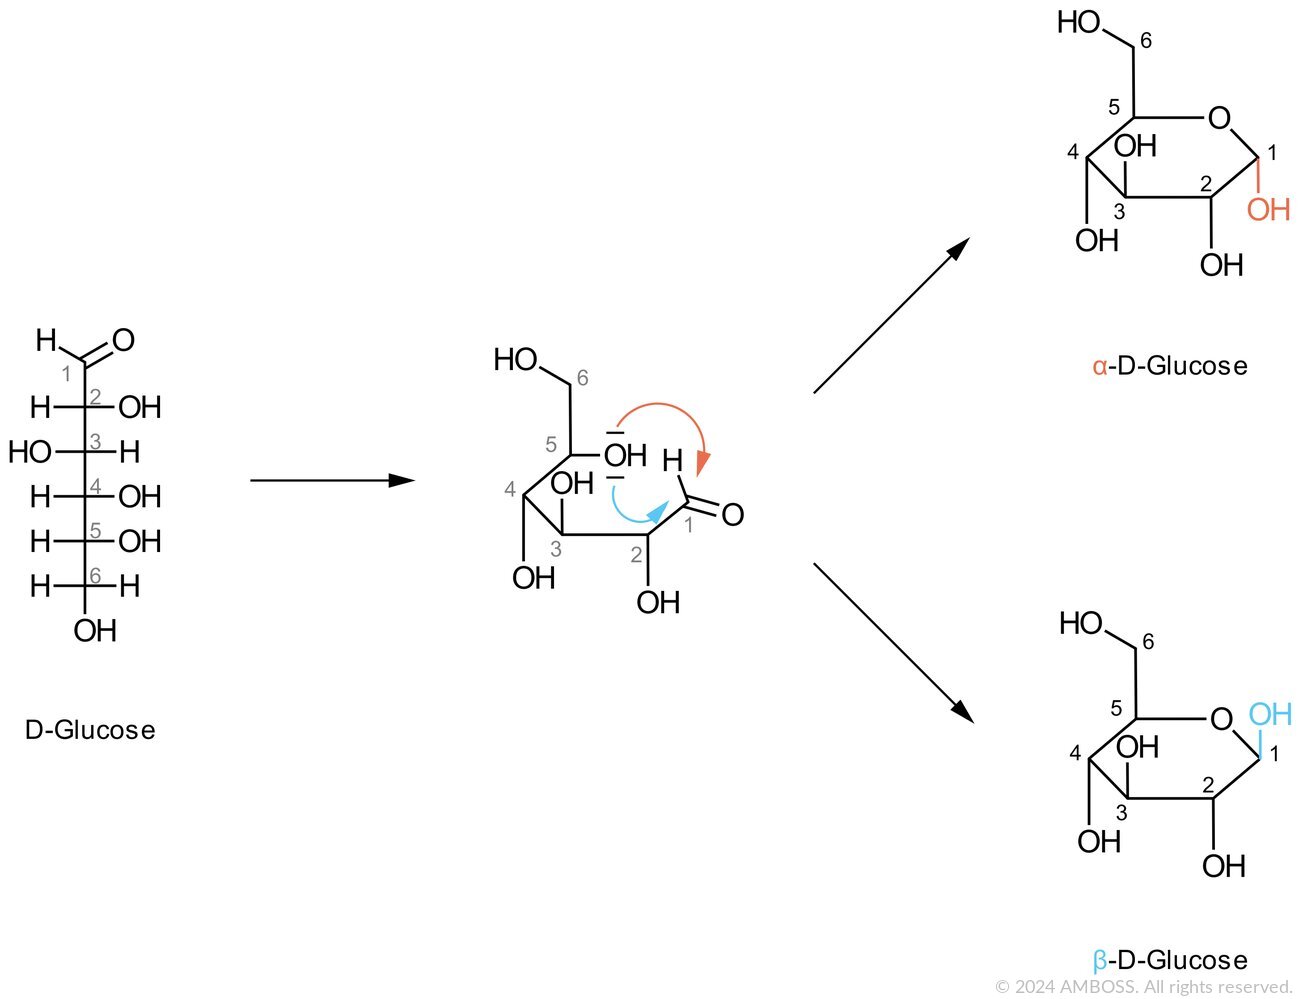 H O
1
H 2 OH
HO 3 H
H 4 OH
H 5 OH
H 6 H
OH
D-Glucose
HO
6
5 OH H
OH
4
1 O
3 2
OH
OH
HO
6
5 O
OH
4 1
2
3 OH
OH
OH
α-D-Glucose
HO
6
5 O OH
OH
4 1
2
3
OH
OH
β-D-Glucose
© 2024 AMBOSS. All rights reserved.